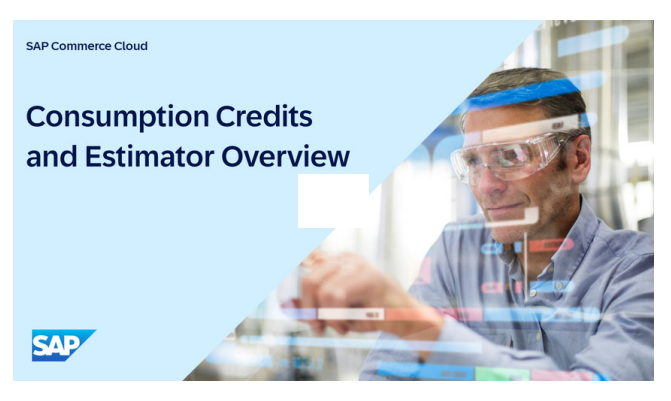 SAP Commerce Cloud
Consumption Credits
and Estimator Overview
SAP